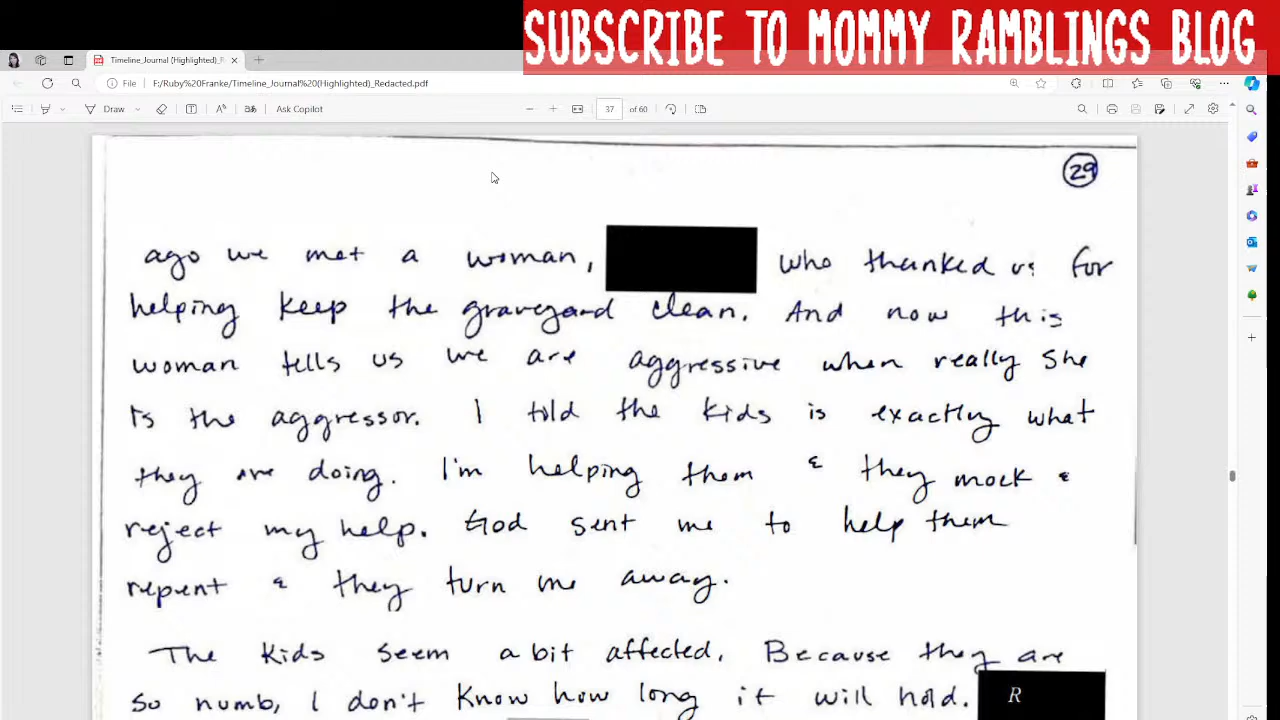 SUBSCRIBE TO MOMMY RAMBLINGS BLOG
Timeline_Journal (Highlighted)_R
File F:/Ruby%20Franke/Timeline_Journal%20(Highlighted)_Redacted.pdf
Draw Ask Copilot 37 of 60
29
ago we met a woman, who thanked us for
helping keep the graveyard clean. And now this
woman tells us we are aggressive when really she
is the aggressor. I told the kids is exactly what
they are doing. I'm helping them & they mock &
reject my help. God sent me to help them
repent & they turn me away.
The kids seem a bit affected. Because they are
so numb, I don't know how long it will hold. R